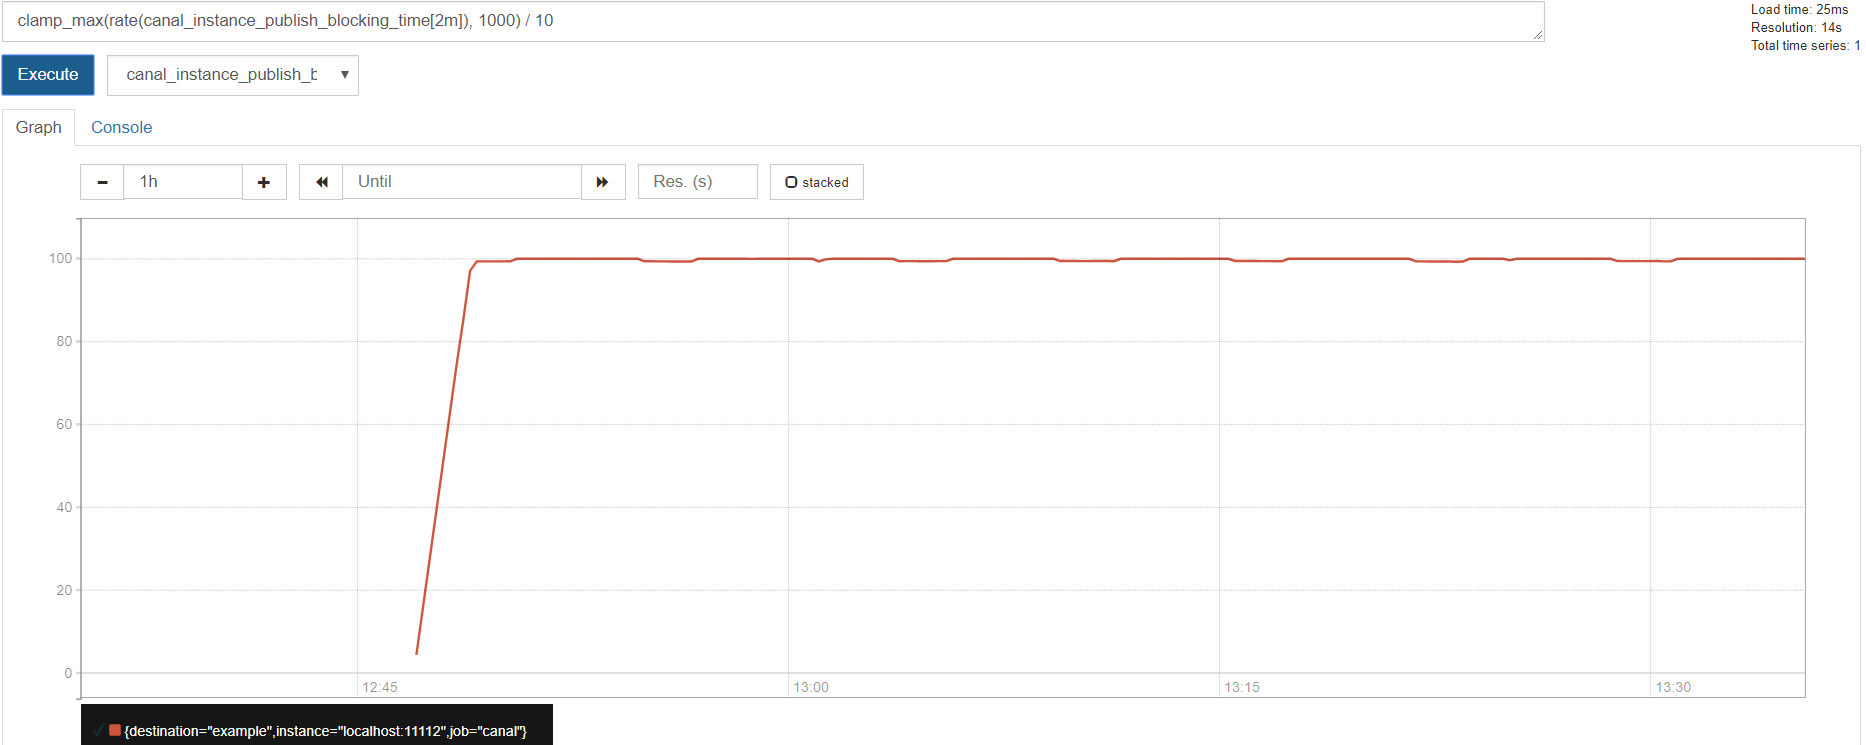 clamp_max(rate(canal_instance_publish_blocking_time[2m]), 1000) / 10
Load time: 25ms
Resolution: 14s
Total time series: 1
Execute
canal_instance_publish_b
Graph
Console
1h
Until
Res. (s)
stacked
100
80
60
40
20
0
12:45
13:00
13:15
13:30
{destination="example",instance="localhost:11112",job="canal"}